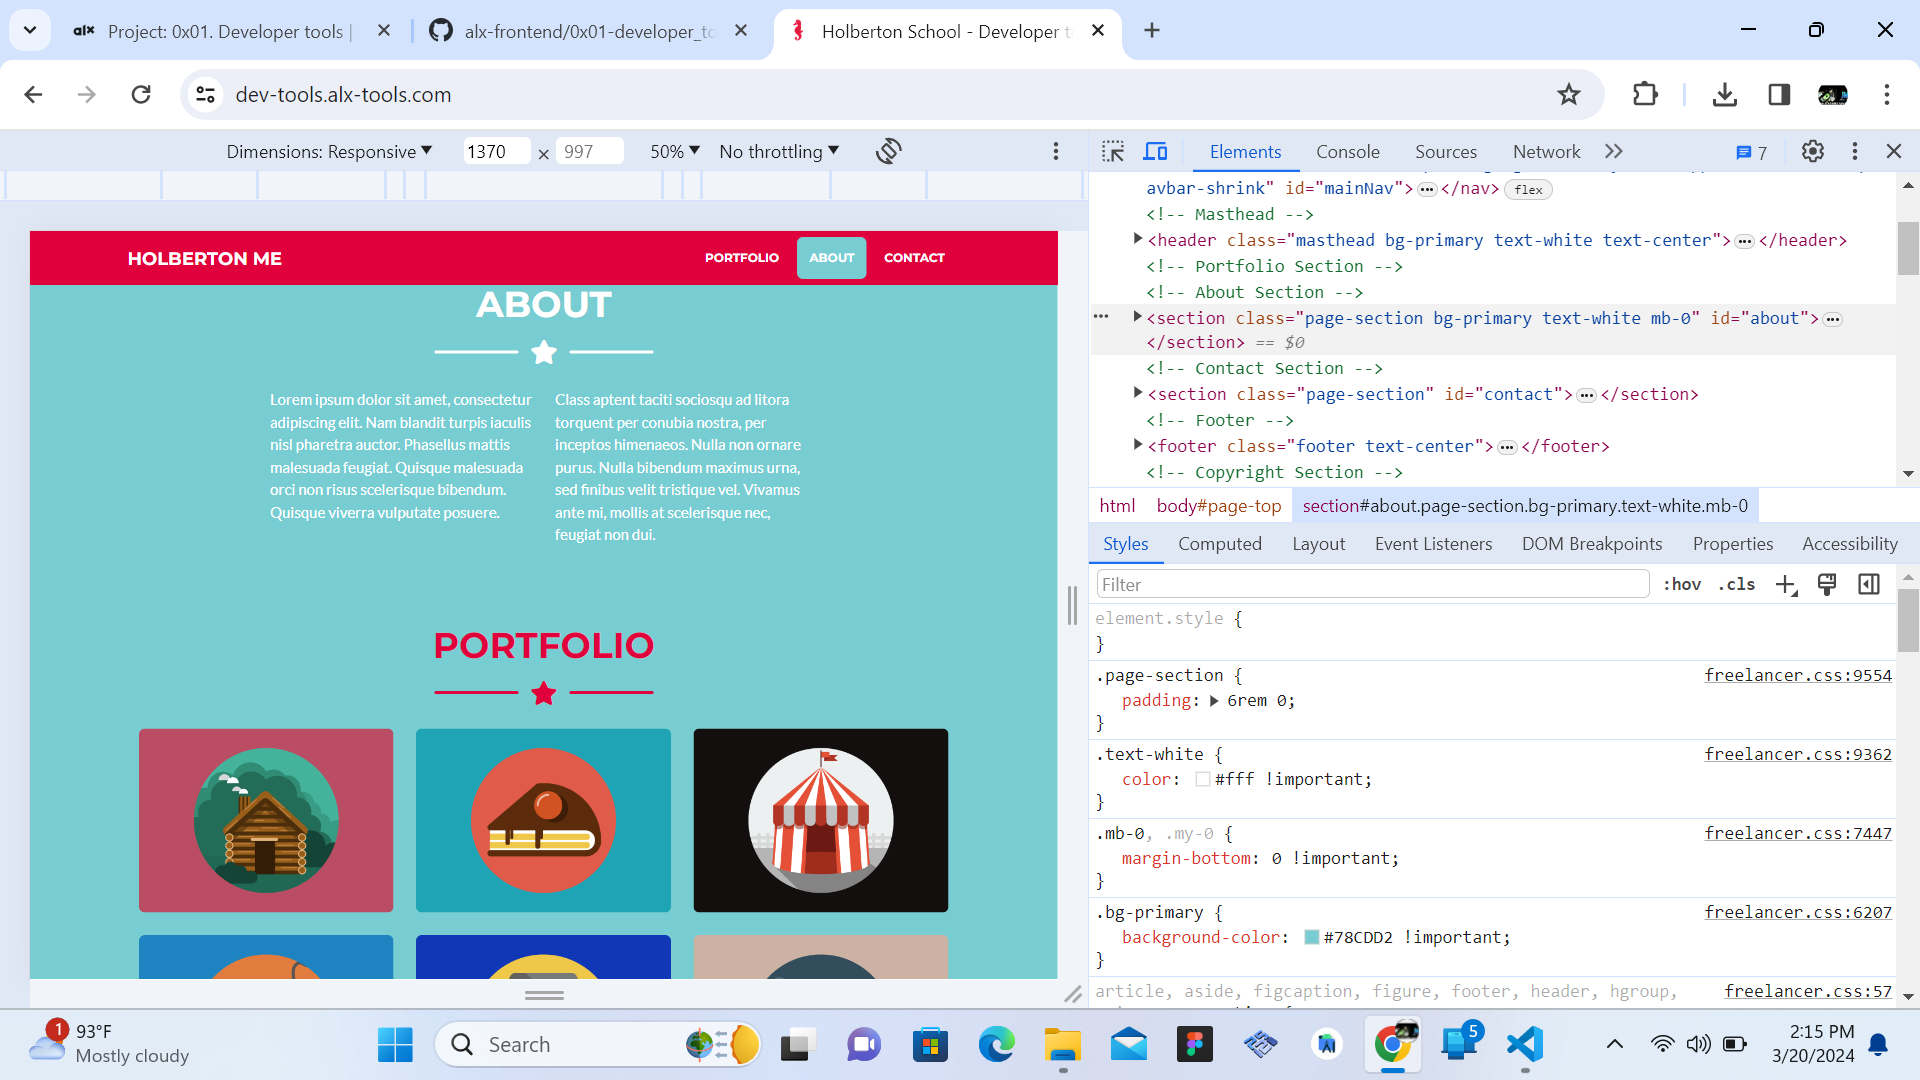 alx Project: 0x01. Developer tools |
alx-frontend/0x01-developer_to
Holberton School - Developer t
dev-tools.alx-tools.com
Dimensions: Responsive 1370 × 997 50% No throttling
Elements Console Sources Network 7
HOLBERTON ME PORTFOLIO ABOUT CONTACT
ABOUT
Lorem ipsum dolor sit amet, consectetur
adipiscing elit. Nam blandit turpis iaculis
nisl pharetra auctor. Phasellus mattis
malesuada feugiat. Quisque malesuada
orci non risus scelerisque bibendum.
Quisque viverra vulputate posuere.
Class aptent taciti sociosqu ad litora
torquent per conubia nostra, per
inceptos himenaeos. Nulla non ornare
purus. Nulla bibendum maximus urna,
sed finibus velit tristique vel. Vivamus
ante mi, mollis at scelerisque nec,
feugiat non dui.
PORTFOLIO
avbar-shrink" id="mainNav">…</nav> flex
<!-- Masthead -->
<header class="masthead bg-primary text-white text-center">…</header>
<!-- Portfolio Section -->
<!-- About Section -->
<section class="page-section bg-primary text-white mb-0" id="about">…
</section> == $0
<!-- Contact Section -->
<section class="page-section" id="contact">…</section>
<!-- Footer -->
<footer class="footer text-center">…</footer>
<!-- Copyright Section -->
html body#page-top section#about.page-section.bg-primary.text-white.mb-0
Styles Computed Layout Event Listeners DOM Breakpoints Properties Accessibility
Filter :hov .cls
element.style {
}
.page-section { freelancer.css:9554
padding: 6rem 0;
}
.text-white { freelancer.css:9362
color: #fff !important;
}
.mb-0, .my-0 { freelancer.css:7447
margin-bottom: 0 !important;
}
.bg-primary { freelancer.css:6207
background-color: #78CDD2 !important;
}
article, aside, figcaption, figure, footer, header, hgroup, freelancer.css:57
1 93°F
Mostly cloudy
Search
5
2:15 PM
3/20/2024